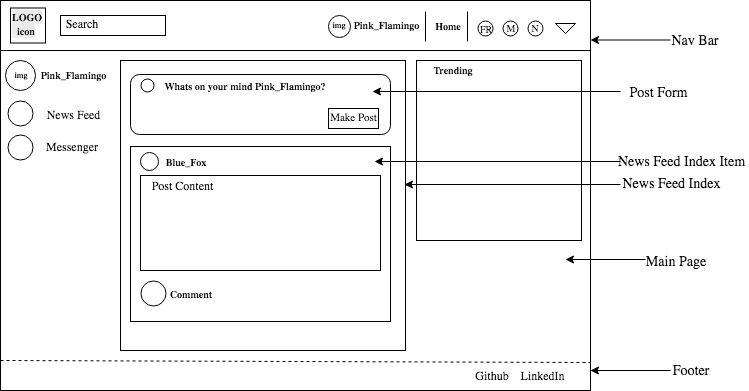 LOGO
icon
Search
img Pink_Flamingo
Home
FR
M
N
Nav Bar
img Pink_Flamingo
News Feed
Messenger
Whats on your mind Pink_Flamingo?
Make Post
Trending
Post Form
Blue_Fox
News Feed Index Item
Post Content
News Feed Index
Comment
Main Page
Github LinkedIn
Footer